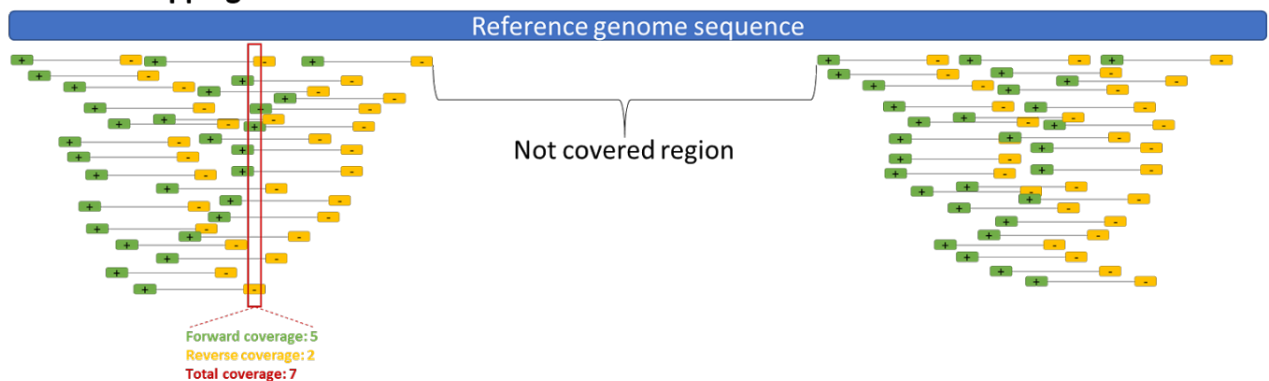 Reference genome sequence
Not covered region
Forward coverage: 5
Reverse coverage: 2
Total coverage: 7